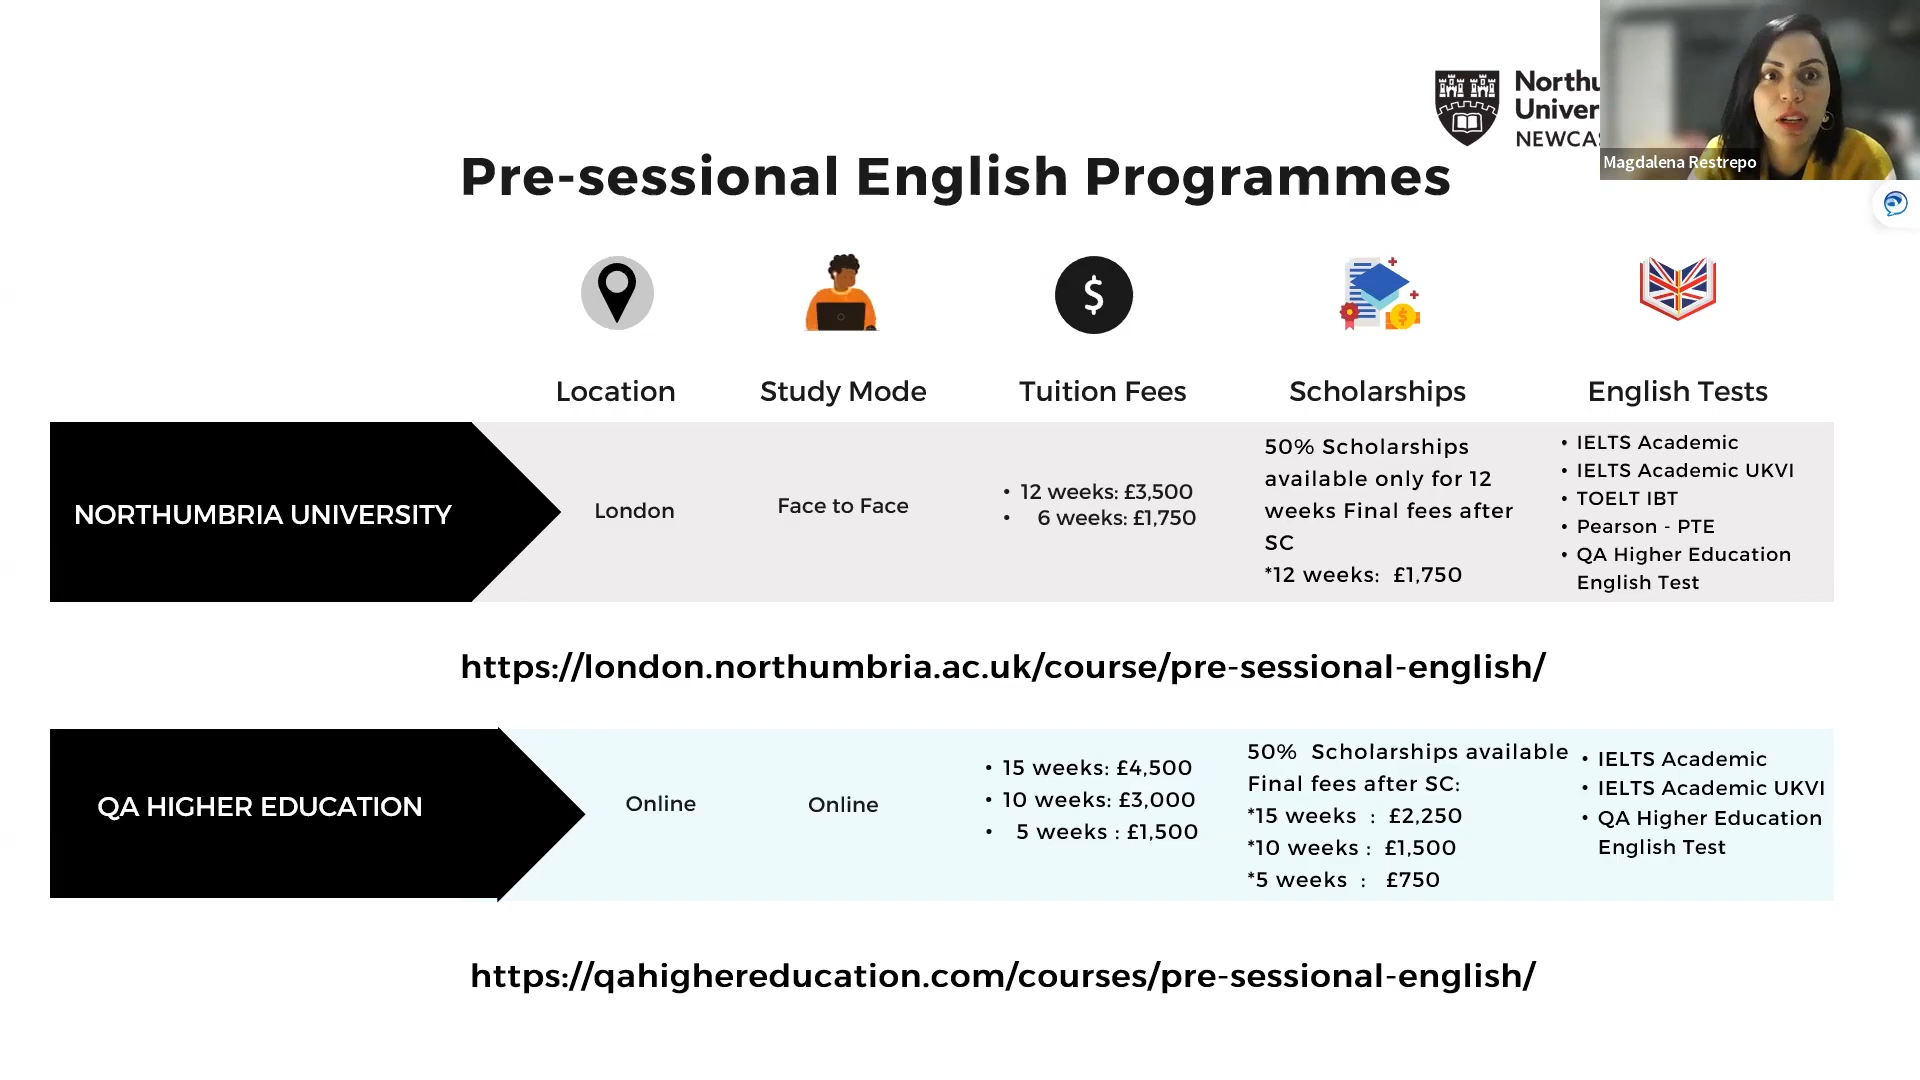 Northu
Univer
NEWCAS
Magdalena Restrepo
Pre-sessional English Programmes
$
$
Location
Study Mode
Tuition Fees
Scholarships
English Tests
NORTHUMBRIA UNIVERSITY
London
Face to Face
• 12 weeks: £3,500
• 6 weeks: £1,750
50% Scholarships
available only for 12
weeks Final fees after
SC
*12 weeks: £1,750
• IELTS Academic
• IELTS Academic UKVI
• TOELT IBT
• Pearson - PTE
• QA Higher Education
English Test
https://london.northumbria.ac.uk/course/pre-sessional-english/
QA HIGHER EDUCATION
Online
Online
• 15 weeks: £4,500
• 10 weeks: £3,000
• 5 weeks : £1,500
50% Scholarships available
Final fees after SC:
*15 weeks : £2,250
*10 weeks : £1,500
*5 weeks : £750
• IELTS Academic
• IELTS Academic UKVI
• QA Higher Education
English Test
https://qahighereducation.com/courses/pre-sessional-english/